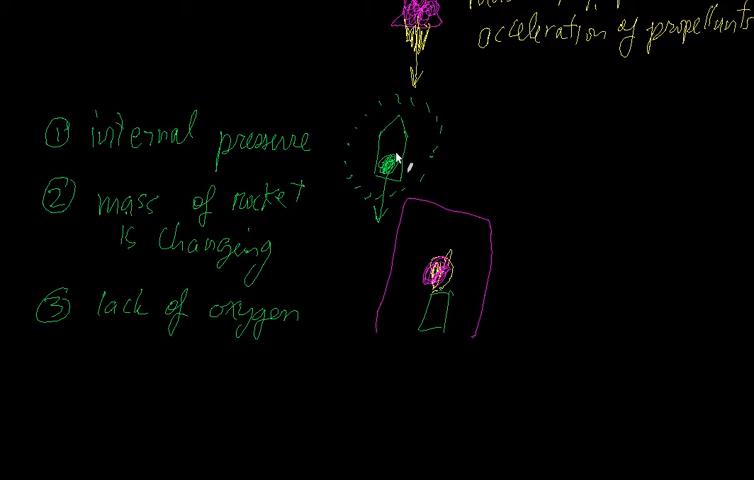 acceleration of propellants
① internal pressure
② mass of rocket
is changing
③ lack of oxygen